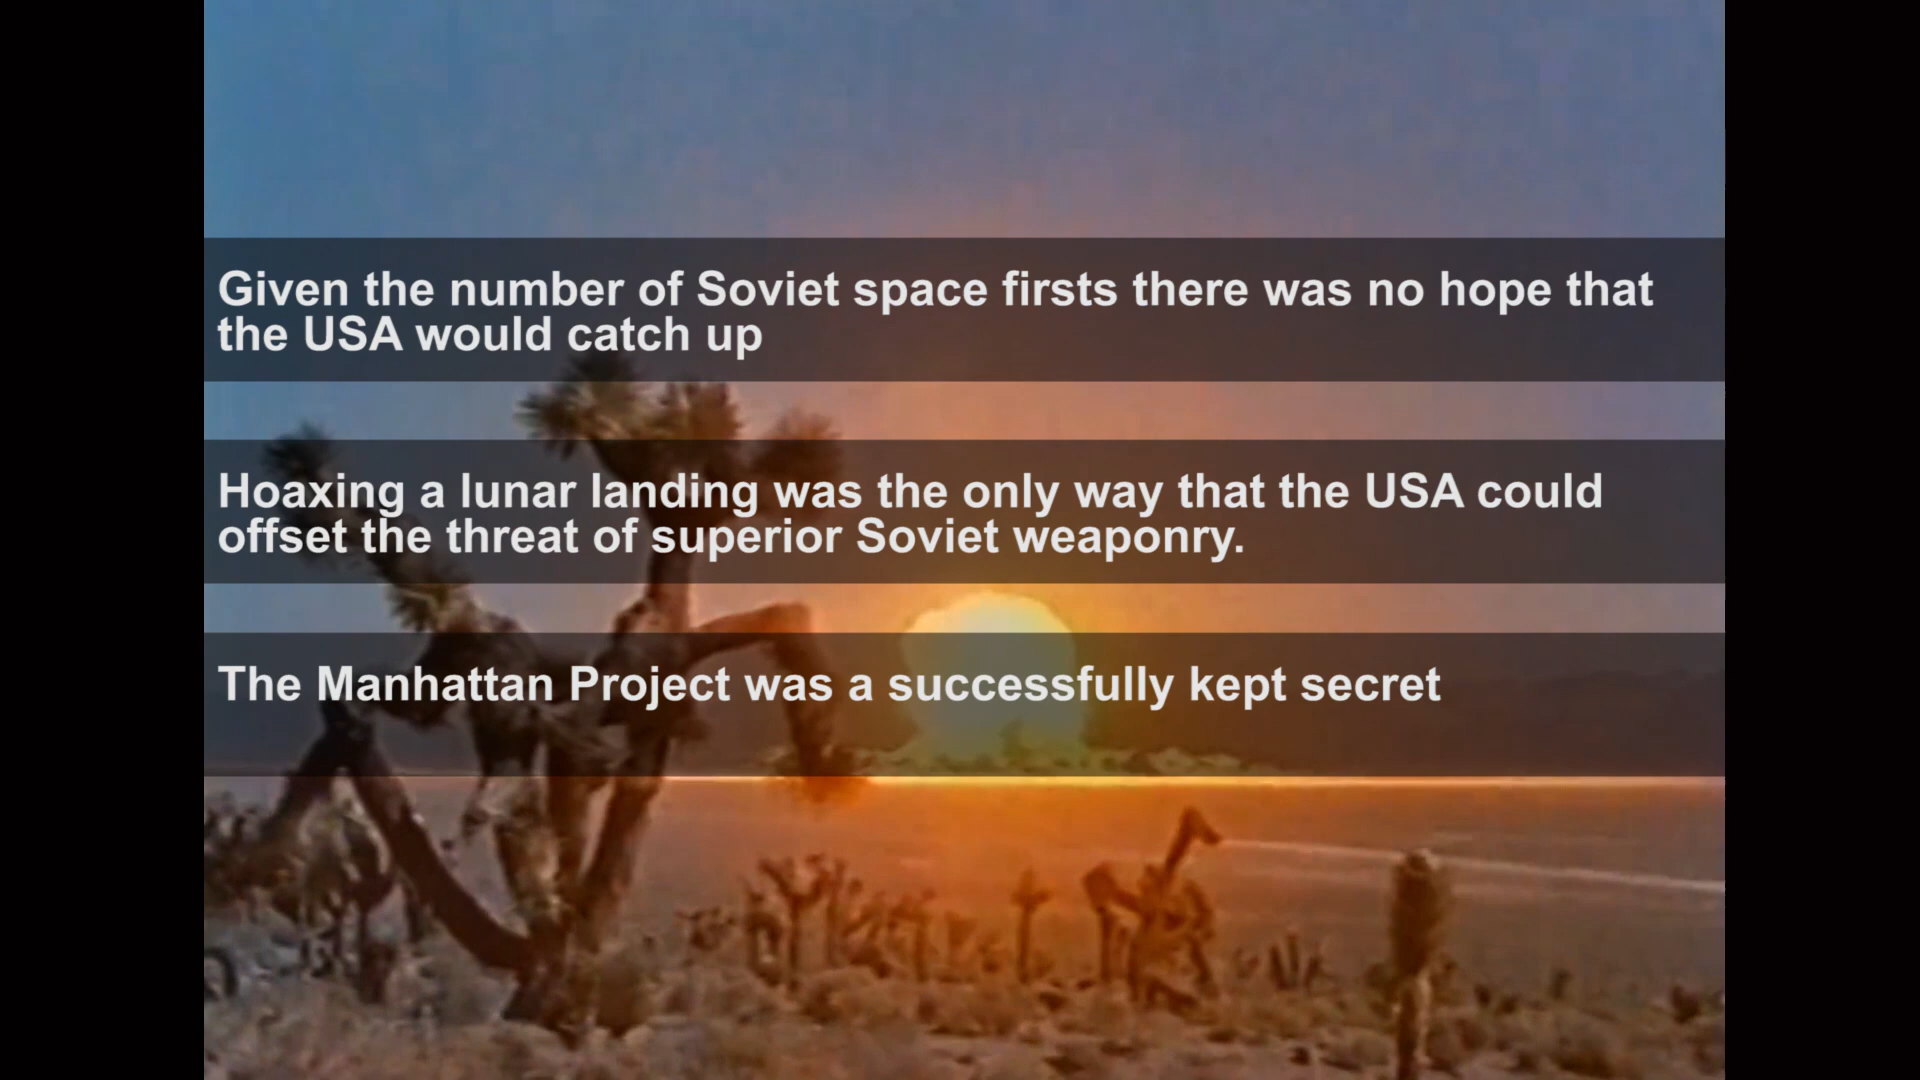 Given the number of Soviet space firsts there was no hope that
the USA would catch up
Hoaxing a lunar landing was the only way that the USA could
offset the threat of superior Soviet weaponry.
The Manhattan Project was a successfully kept secret